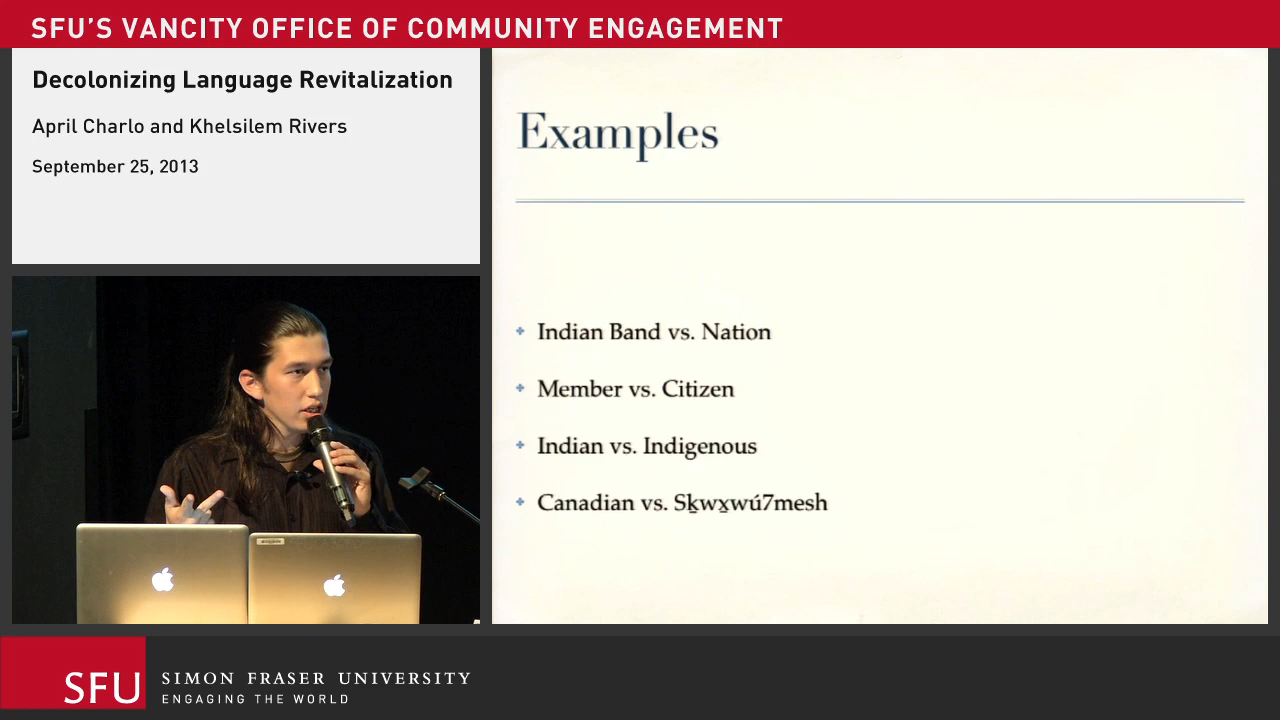 SFU'S VANCITY OFFICE OF COMMUNITY ENGAGEMENT
Decolonizing Language Revitalization
April Charlo and Khelsilem Rivers
September 25, 2013
Examples
Indian Band vs. Nation
Member vs. Citizen
Indian vs. Indigenous
Canadian vs. Sḵwx̱wú7mesh
SFU
SIMON FRASER UNIVERSITY
ENGAGING THE WORLD